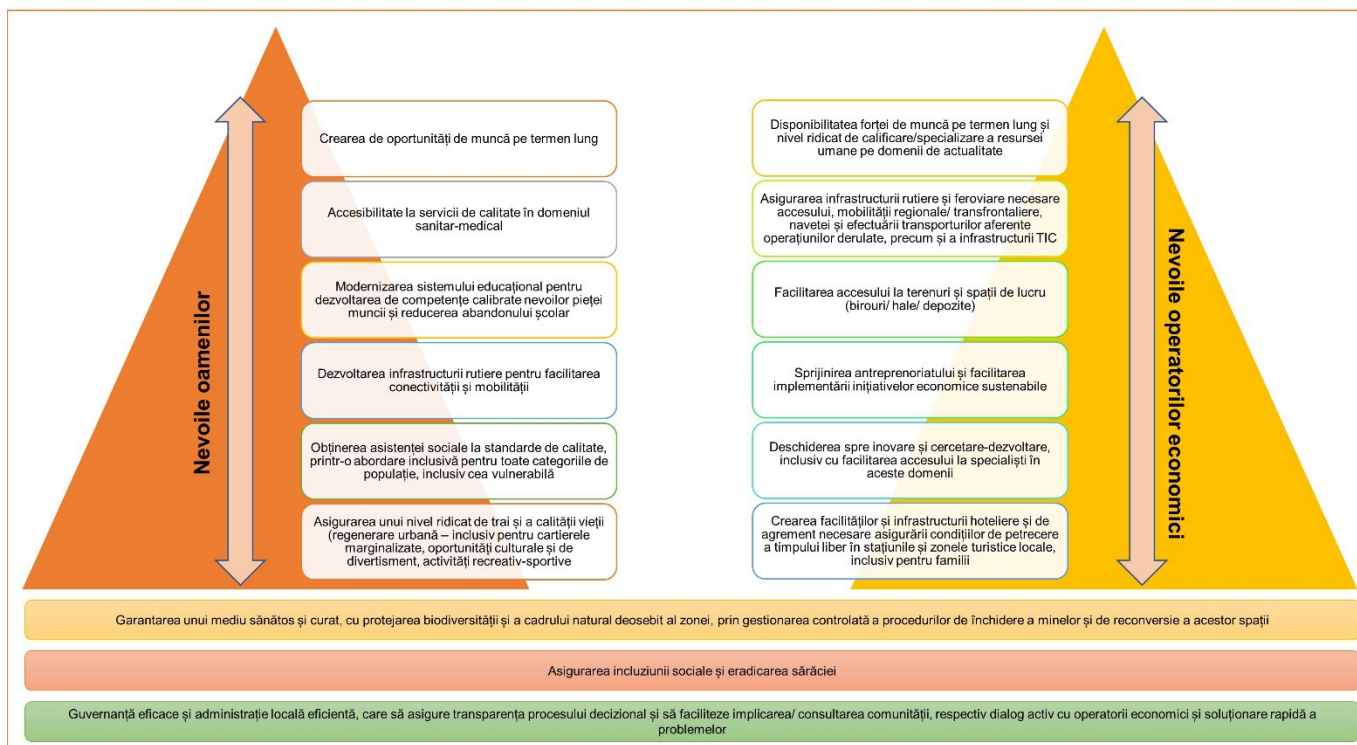 Nevoile oamenilor
Crearea de oportunități de muncă pe termen lung
Accesibilitate la servicii de calitate în domeniul
sanitar-medical
Modernizarea sistemului educațional pentru
dezvoltarea de competențe calibrate nevoilor pieței
muncii și reducerea abandonului școlar
Dezvoltarea infrastructurii rutiere pentru facilitarea
conectivității și mobilității
Obținerea asistenței sociale la standarde de calitate,
printr-o abordare inclusivă pentru toate categoriile de
populație, inclusiv cea vulnerabilă
Asigurarea unui nivel ridicat de trai și a calității vieții
(regenerare urbană – inclusiv pentru cartierele
marginalizate, oportunități culturale și de
divertisment, activități recreativ-sportive
Disponibilitatea forței de muncă pe termen lung și
nivel ridicat de calificare/specializare a resursei
umane pe domenii de actualitate
Asigurarea infrastructurii rutiere și feroviare necesare
accesului, mobilității regionale/ transfrontaliere,
navetei și efectuării transporturilor aferente
operațiunilor derulate, precum și a infrastructurii TIC
Facilitarea accesului la terenuri și spații de lucru
(birouri/ hale/ depozite)
Sprijinirea antreprenoriatului și facilitarea
implementării inițiativelor economice sustenabile
Deschiderea spre inovare și cercetare-dezvoltare,
inclusiv cu facilitarea accesului la specialiști în
aceste domenii
Crearea facilităților și infrastructurii hoteliere și de
agrement necesare asigurării condițiilor de petrecere
a timpului liber în stațiunile și zonele turistice locale,
inclusiv pentru familii
Nevoile operatorilor economici
Garantarea unui mediu sănătos și curat, cu protejarea biodiversității și a cadrului natural deosebit al zonei, prin gestionarea controlată a procedurilor de închidere a minelor și de reconversie a acestor spații
Asigurarea incluziunii sociale și eradicarea sărăciei
Guvernanță eficace și administrație locală eficientă, care să asigure transparența procesului decizional și să faciliteze implicarea/ consultarea comunității, respectiv dialog activ cu operatorii economici și soluționare rapidă a
problemelor